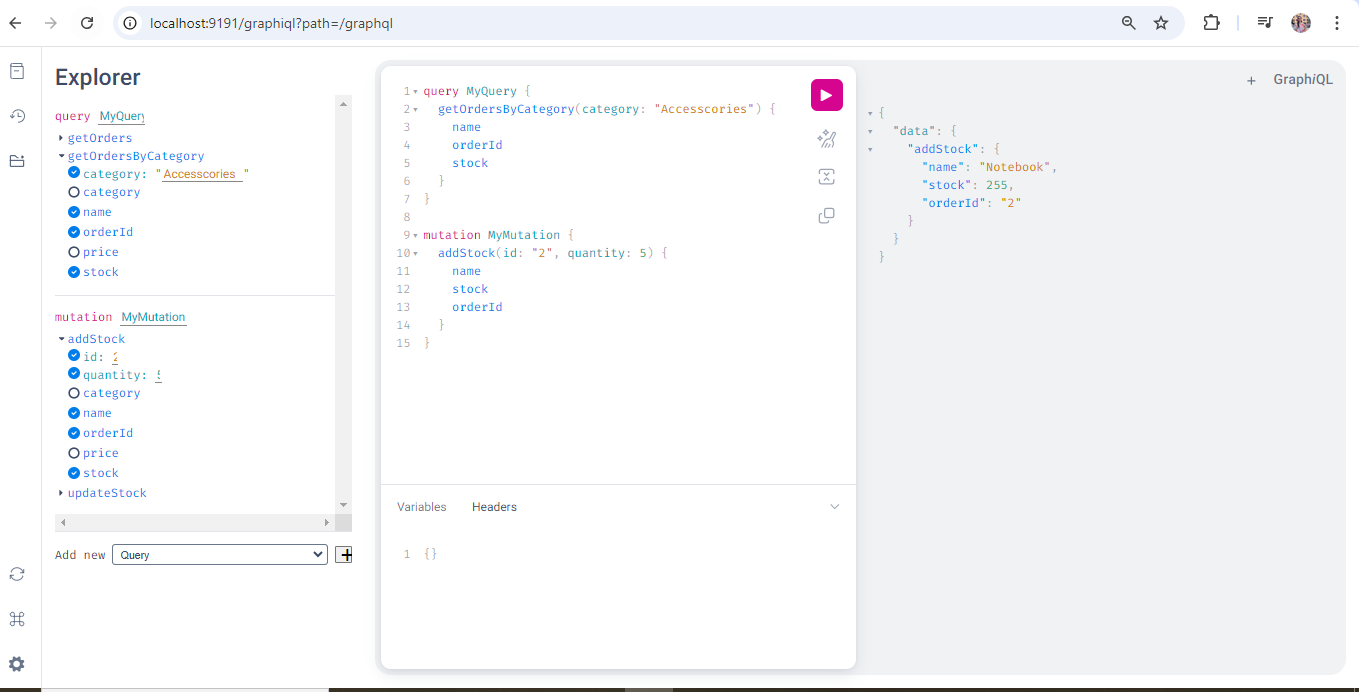 localhost:9191/graphiql?path=/graphql
Explorer
query MyQuery
getOrders
getOrdersByCategory
category: "Accesscories "
category
name
orderId
price
stock
mutation MyMutation
addStock
id: 2
quantity: 5
category
name
orderId
price
stock
updateStock
Add new Query +
1 query MyQuery {
2 getOrdersByCategory(category: "Accesscories") {
3 name
4 orderId
5 stock
6 }
7 }
8
9 mutation MyMutation {
10 addStock(id: "2", quantity: 5) {
11 name
12 stock
13 orderId
14 }
15 }
Variables Headers
1 {}
+ GraphiQL
{
"data": {
"addStock": {
"name": "Notebook",
"stock": 255,
"orderId": "2"
}
}
}